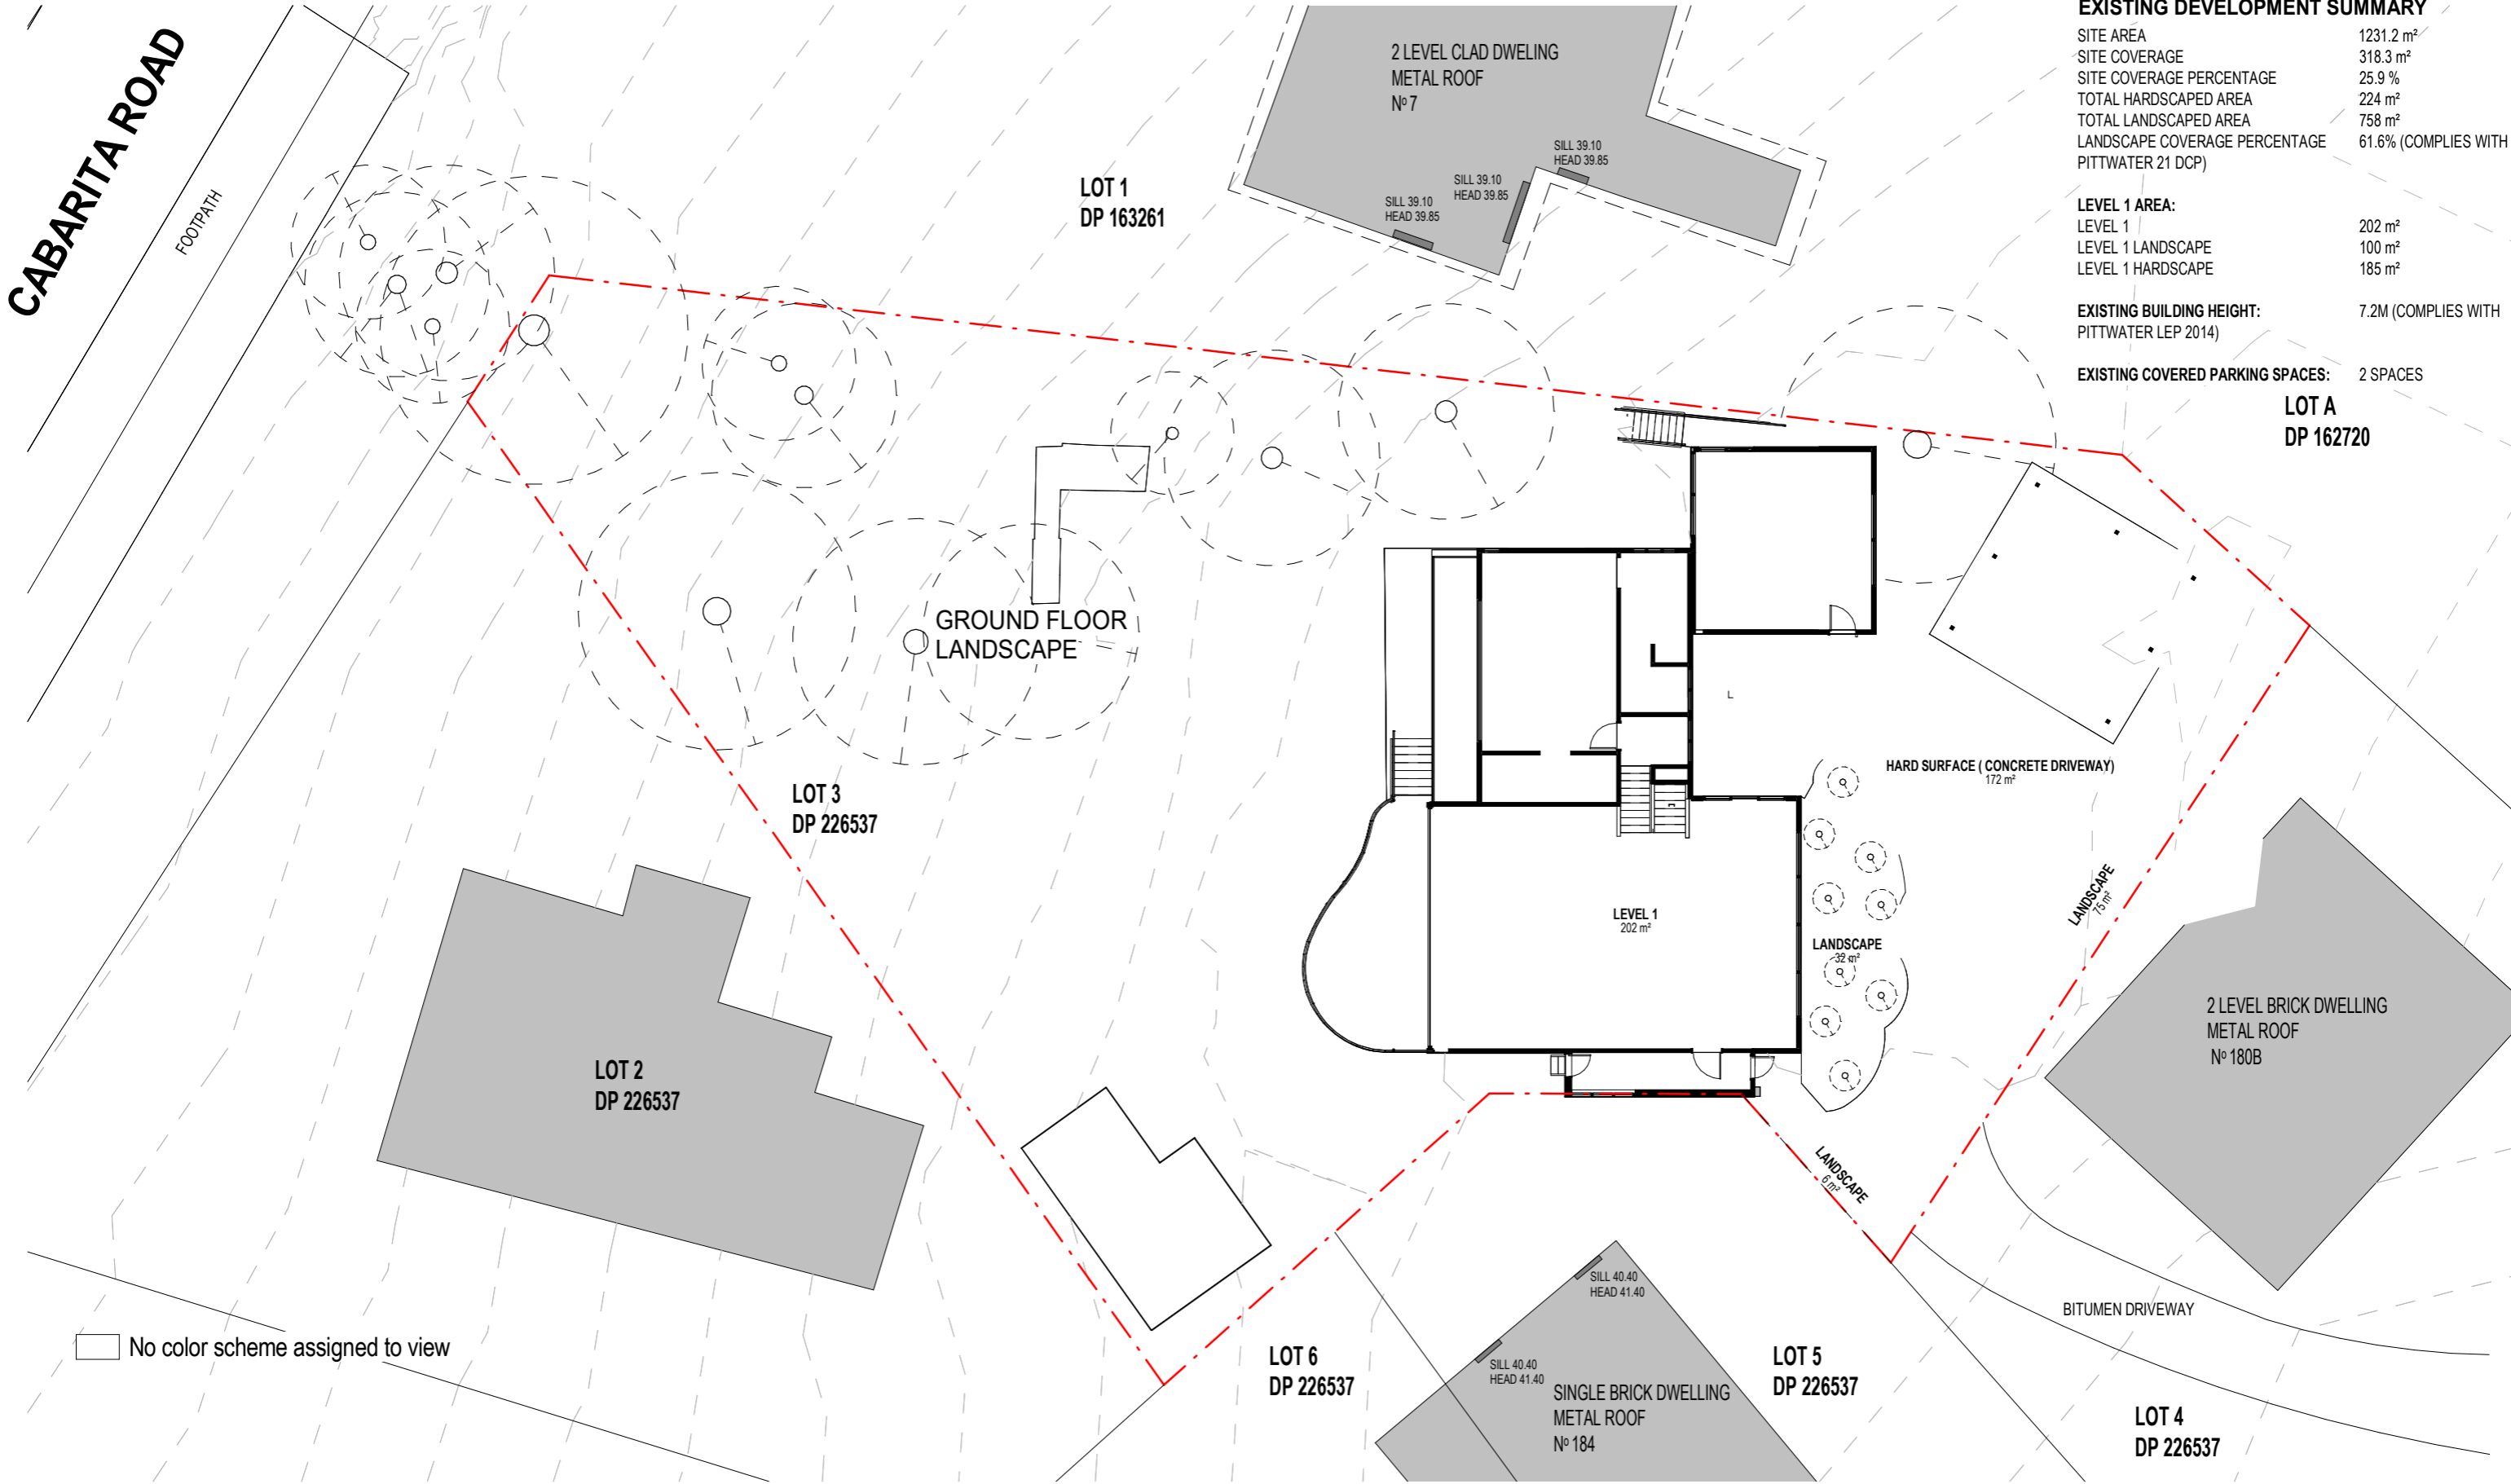 CABARITA ROAD
FOOTPATH
2 LEVEL CLAD DWELING
METAL ROOF
Nº 7
SILL 39.10
HEAD 39.85
SILL 39.10
HEAD 39.85
SILL 39.10
HEAD 39.85
LOT 1
DP 163261
EXISTING DEVELOPMENT SUMMARY
SITE AREA 1231.2 m²
SITE COVERAGE 318.3 m²
SITE COVERAGE PERCENTAGE 25.9 %
TOTAL HARDSCAPED AREA 224 m²
TOTAL LANDSCAPED AREA 758 m²
LANDSCAPE COVERAGE PERCENTAGE 61.6% (COMPLIES WITH
PITTWATER 21 DCP)
LEVEL 1 AREA:
LEVEL 1 202 m²
LEVEL 1 LANDSCAPE 100 m²
LEVEL 1 HARDSCAPE 185 m²
EXISTING BUILDING HEIGHT: 7.2M (COMPLIES WITH
PITTWATER LEP 2014)
EXISTING COVERED PARKING SPACES: 2 SPACES
LOT A
DP 162720
GROUND FLOOR
LANDSCAPE
L
HARD SURFACE ( CONCRETE DRIVEWAY)
172 m²
LOT 3
DP 226537
LEVEL 1
202 m²
LANDSCAPE
32 m²
LANDSCAPE
75 m²
2 LEVEL BRICK DWELLING
METAL ROOF
Nº 180B
LOT 2
DP 226537
LANDSCAPE
6 m²
SILL 40.40
HEAD 41.40
BITUMEN DRIVEWAY
No color scheme assigned to view
LOT 6
DP 226537
SILL 40.40
HEAD 41.40
SINGLE BRICK DWELLING
METAL ROOF
Nº 184
LOT 5
DP 226537
LOT 4
DP 226537